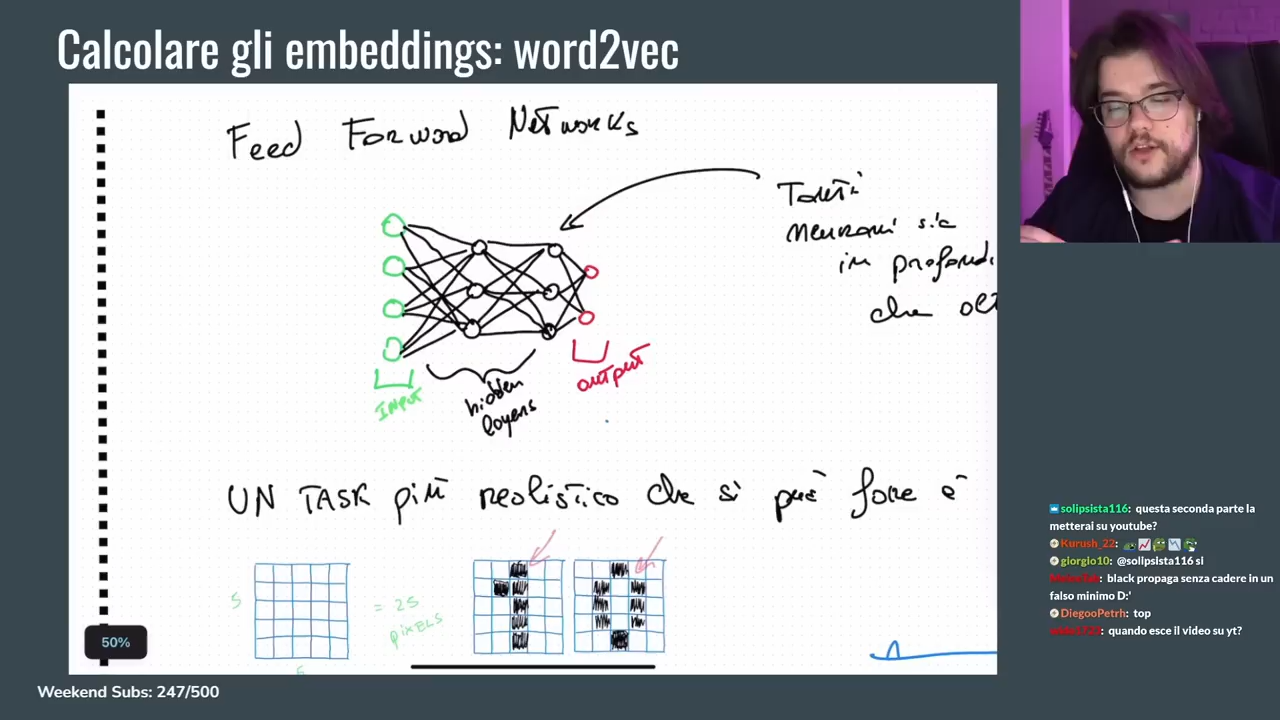 Calcolare gli embeddings: word2vec
Feed Forward Networks
Tanti
neuroni sia
in profondi
che olt
INPUT
hidden
layers
OUTPUT
UN TASK più realistico che si può fare è
5
= 25
pixels
5
50%
Weekend Subs: 247/500
solipsista116: questa seconda parte la
metterai su youtube?
Kurush_22:
giorgio10: @solipsista116 si
black propaga senza cadere in un
falso minimo D:'
DiegooPetrh: top
quando esce il video su yt?